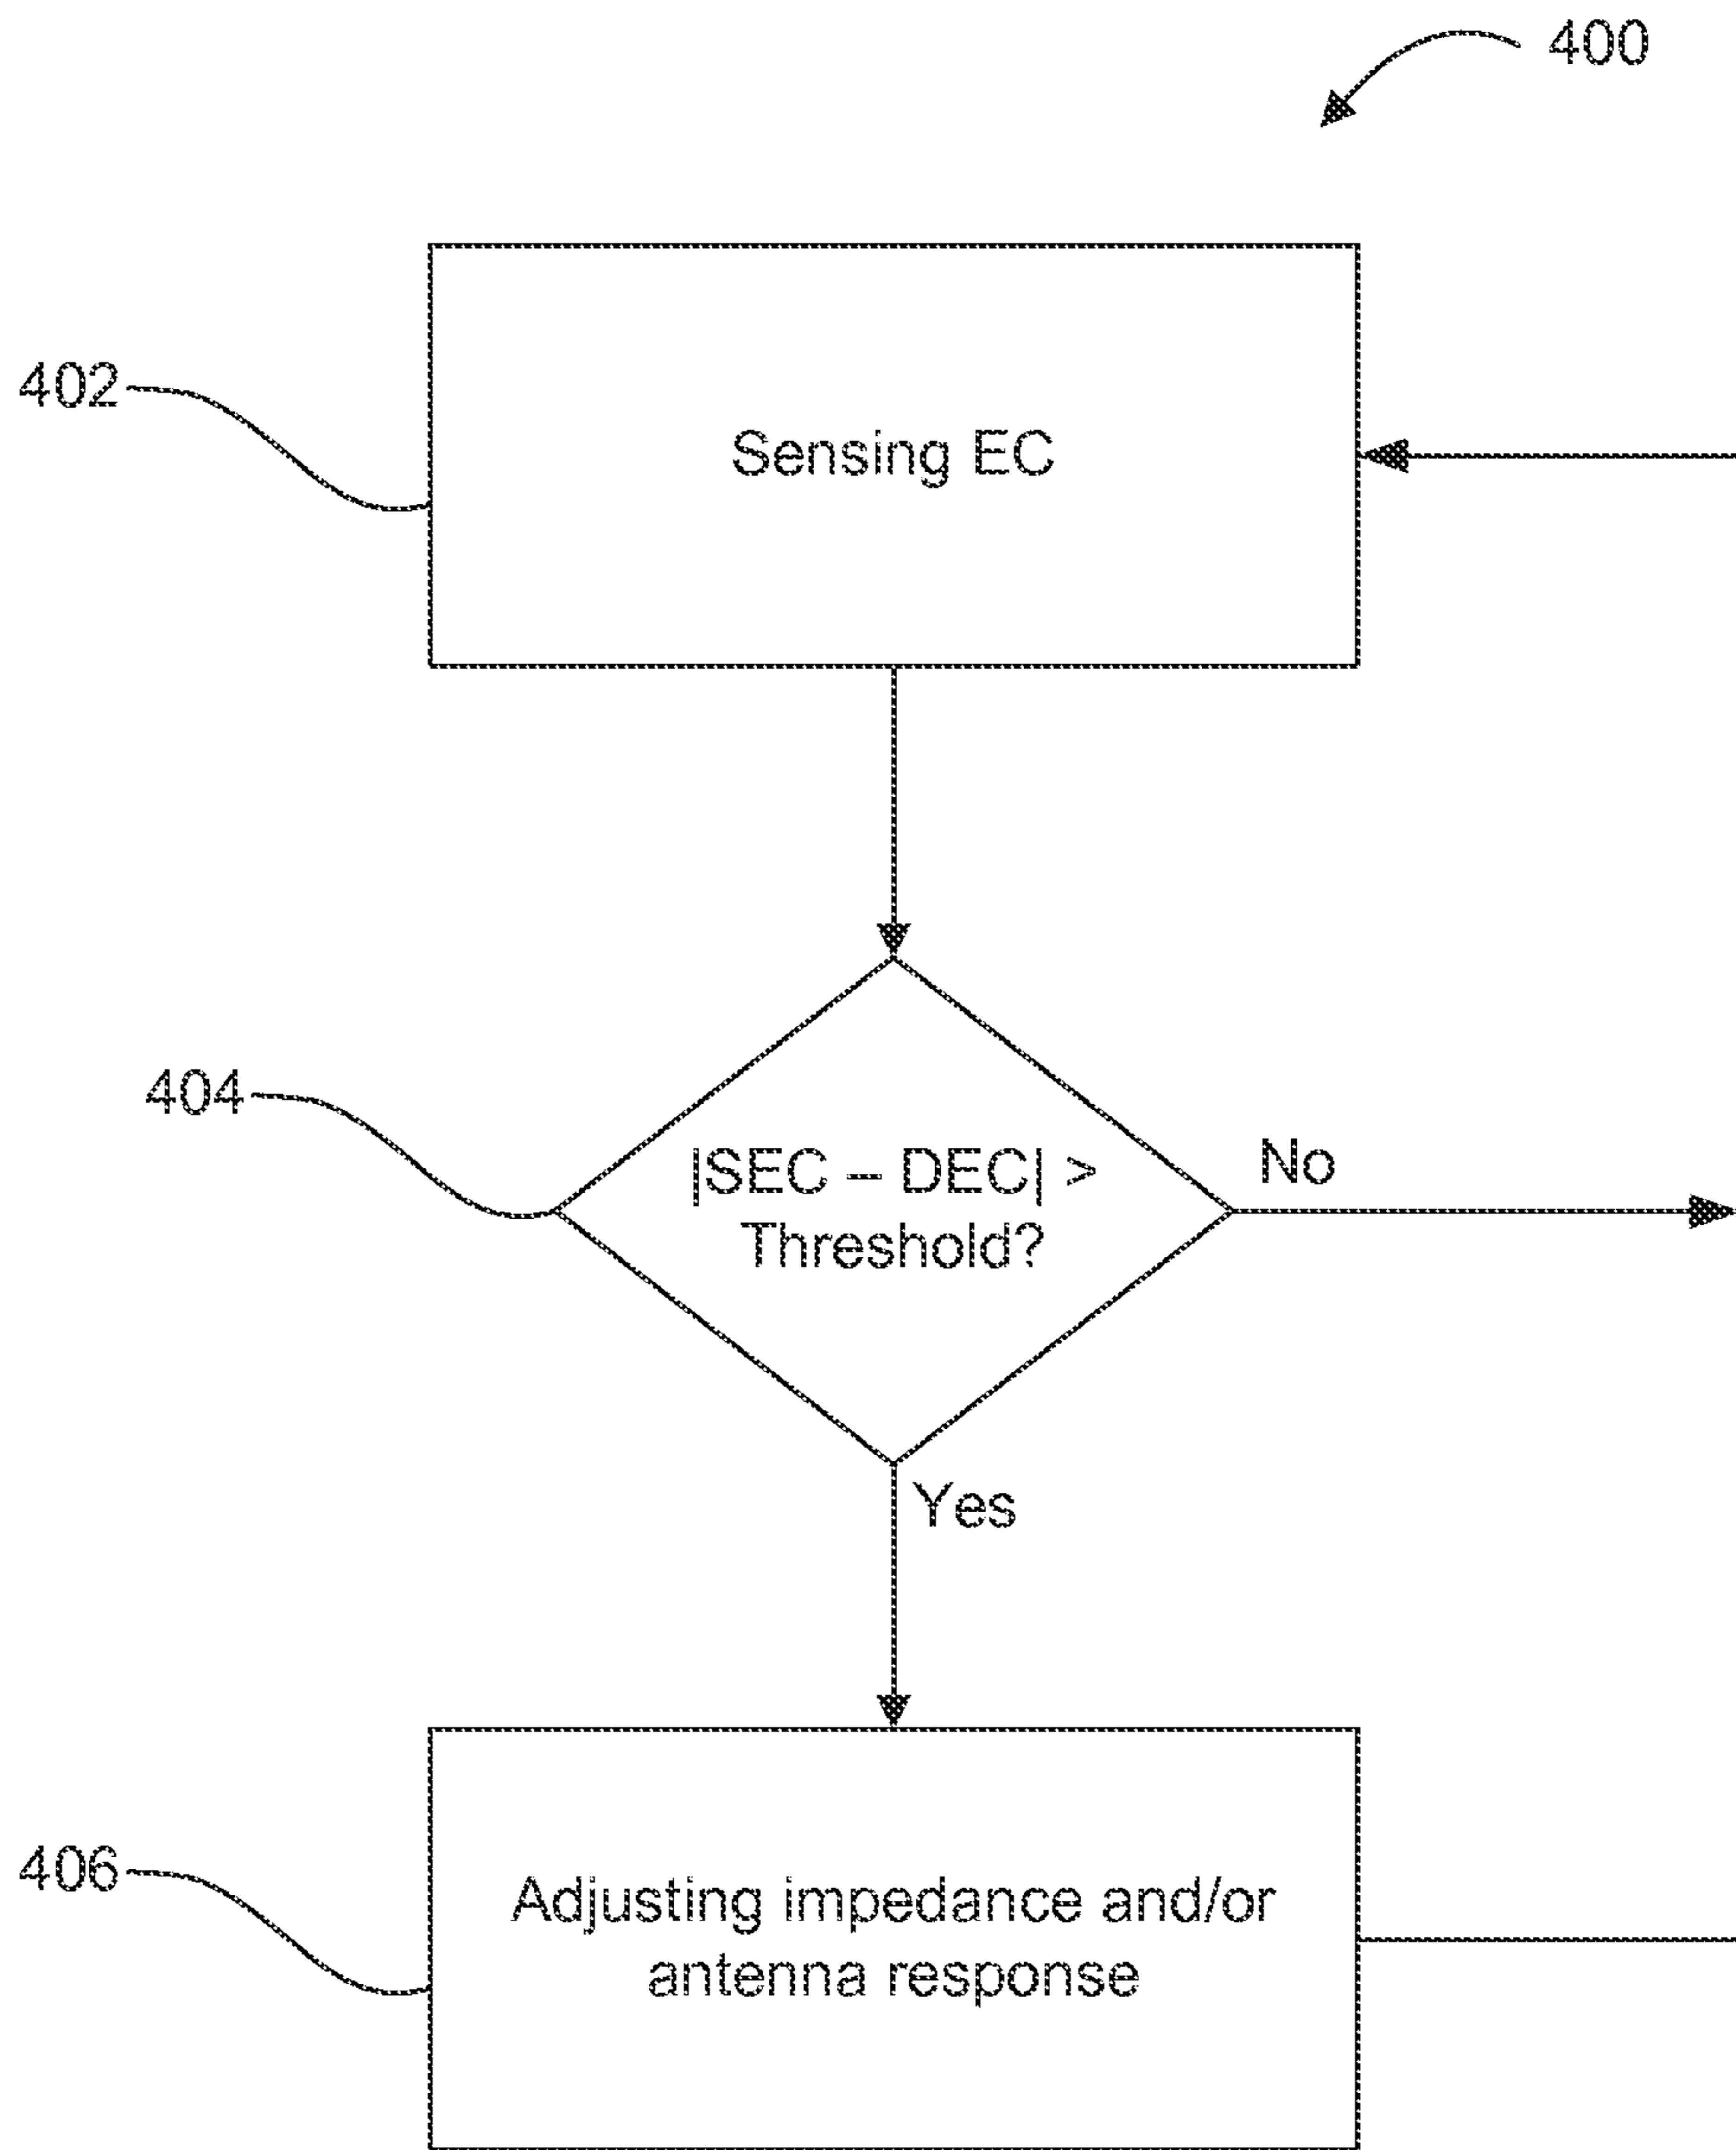 400
402
Sensing EC
404
|SEC – DEC| >
Threshold?
No
Yes
406
Adjusting impedance and/or
antenna response